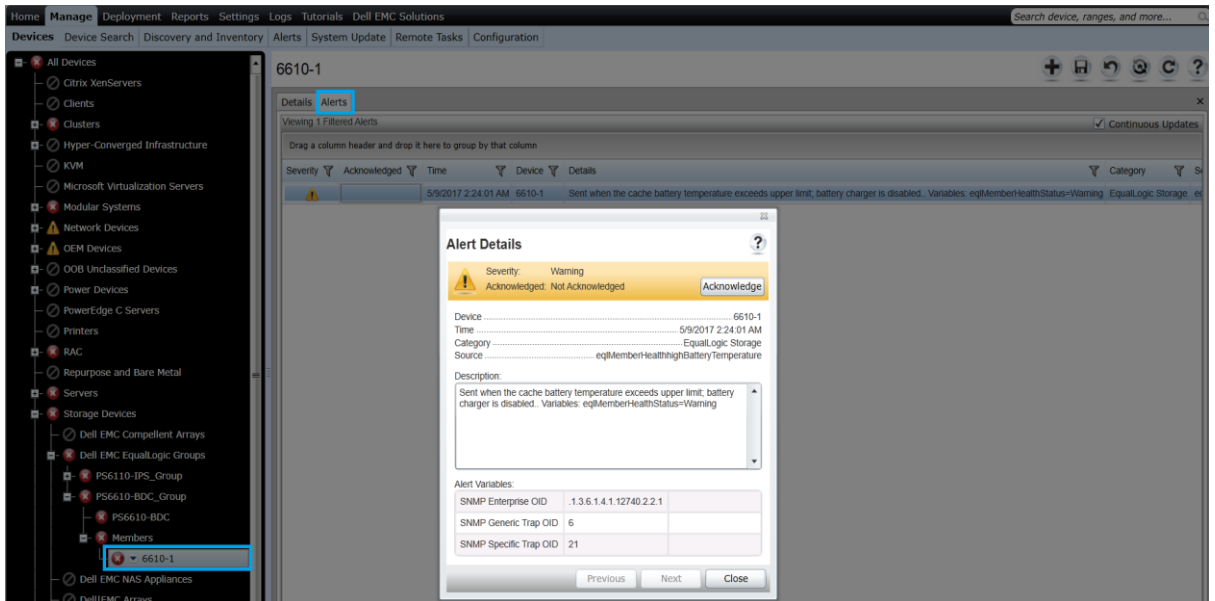 Home Manage Deployment Reports Settings Logs Tutorials Dell EMC Solutions
Search device, ranges, and more...
Devices Device Search Discovery and Inventory Alerts System Update Remote Tasks Configuration
All Devices
Citrix XenServers
Clients
Clusters
Hyper-Converged Infrastructure
KVM
Microsoft Virtualization Servers
Modular Systems
Network Devices
OEM Devices
OOB Unclassified Devices
Power Devices
PowerEdge C Servers
Printers
RAC
Repurpose and Bare Metal
Servers
Storage Devices
Dell EMC Compellent Arrays
Dell EMC EqualLogic Groups
PS6110-IPS_Group
PS6610-BDC_Group
PS6610-BDC
Members
6610-1
Dell EMC NAS Appliances
Dell|EMC Arrays
6610-1
Details Alerts
Viewing 1 Filtered Alerts
Continuous Updates
Drag a column header and drop it here to group by that column
Severity Acknowledged Time Device Details Category
5/9/2017 2:24:01 AM 6610-1 Sent when the cache battery temperature exceeds upper limit; battery charger is disabled.. Variables: eqlMemberHealthStatus=Warning EqualLogic Storage
Alert Details
Severity: Warning
Acknowledged: Not Acknowledged
Acknowledge
Device 6610-1
Time 5/9/2017 2:24:01 AM
Category EqualLogic Storage
Source eqlMemberHealthhighBatteryTemperature
Description:
Sent when the cache battery temperature exceeds upper limit; battery
charger is disabled.. Variables: eqlMemberHealthStatus=Warning
Alert Variables:
SNMP Enterprise OID .1.3.6.1.4.1.12740.2.2.1
SNMP Generic Trap OID 6
SNMP Specific Trap OID 21
Previous Next Close